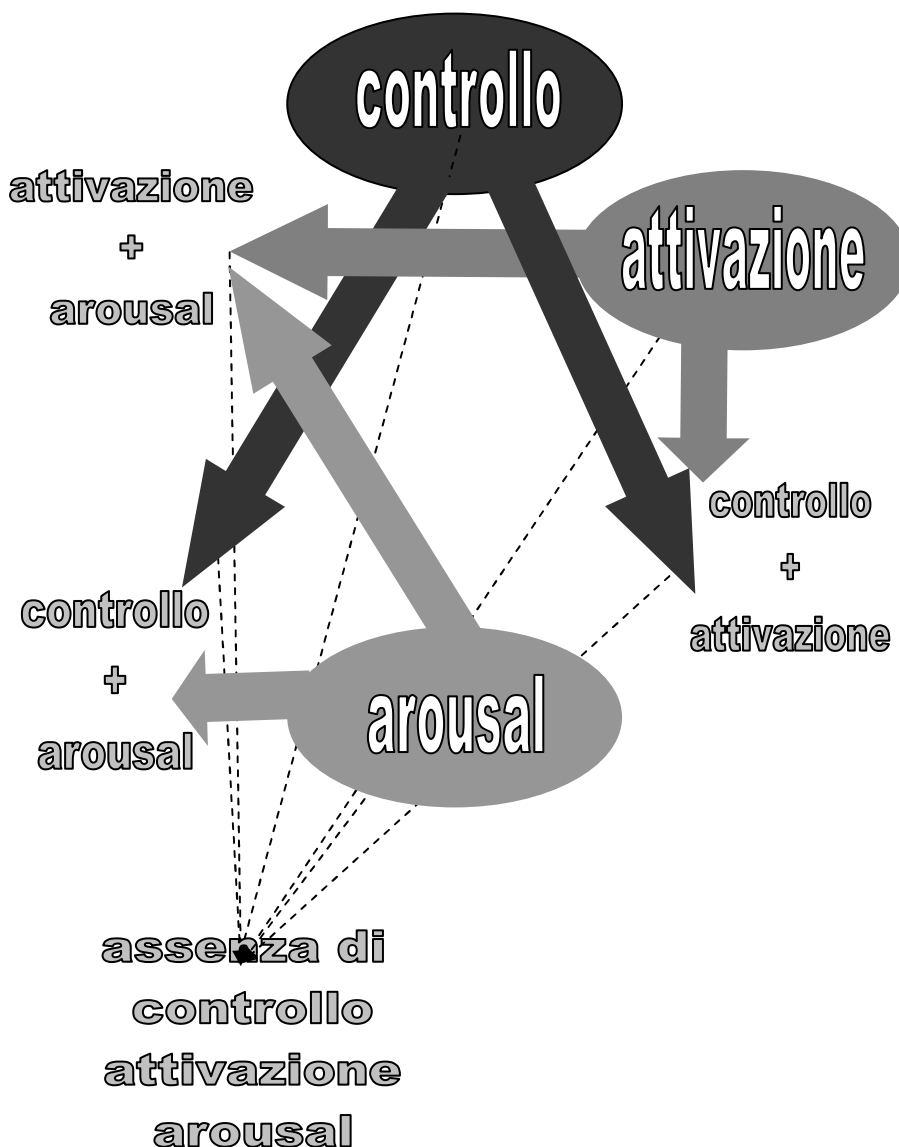 controllo
attivazione
+
arousal
attivazione
controllo
+
attivazione
controllo
+
arousal
arousal
assenza di
controllo
attivazione
arousal